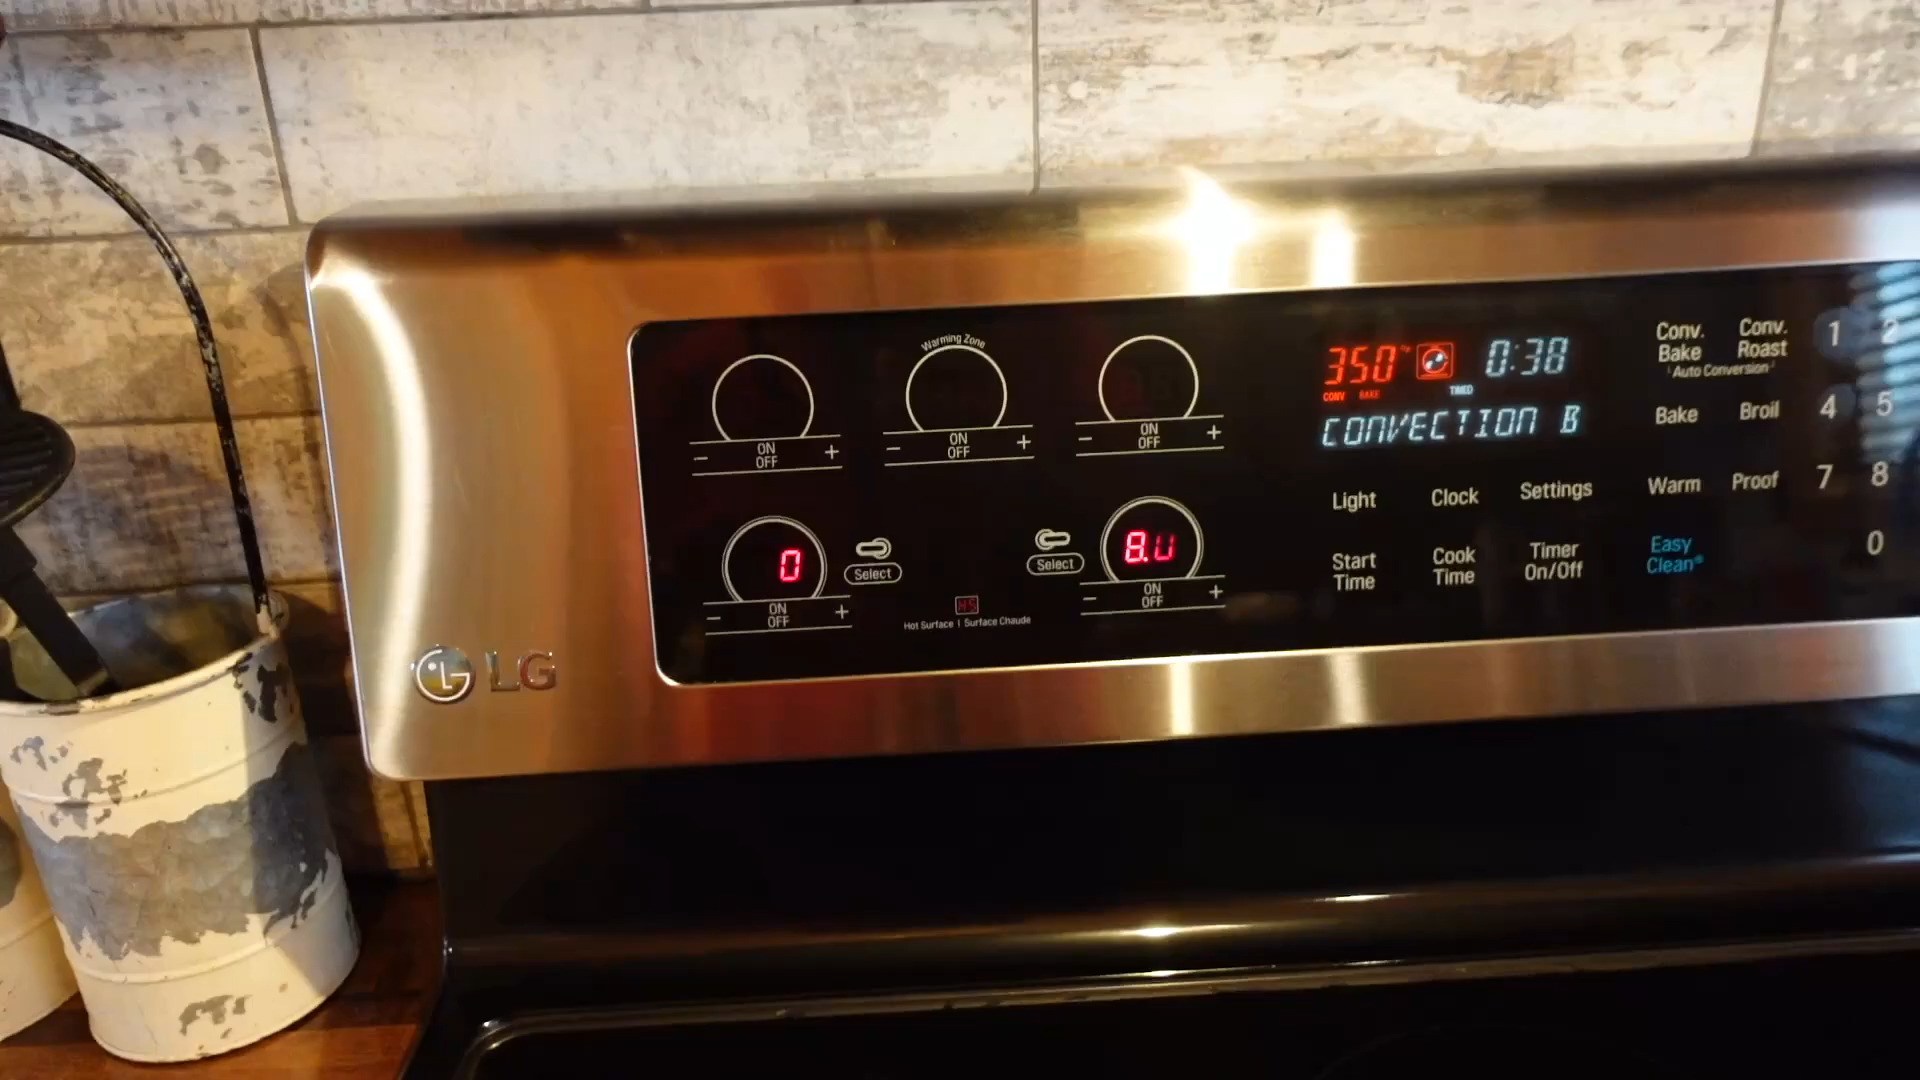 Warming Zone
ON
OFF
ON
OFF
ON
OFF
- +
- +
- +
350°F 0:38
CONV BAKE TIMED
CONVECTION B
Light Clock Settings
Start
Time
Cook
Time
Timer
On/Off
Conv.
Bake
Conv.
Roast
Auto Conversion
Bake Broil
Warm Proof
Easy
Clean®
1 2
4 5
7 8
0
0
Select
ON
OFF
- +
HS
Hot Surface | Surface Chaude
Select
8.0
ON
OFF
- +
LG